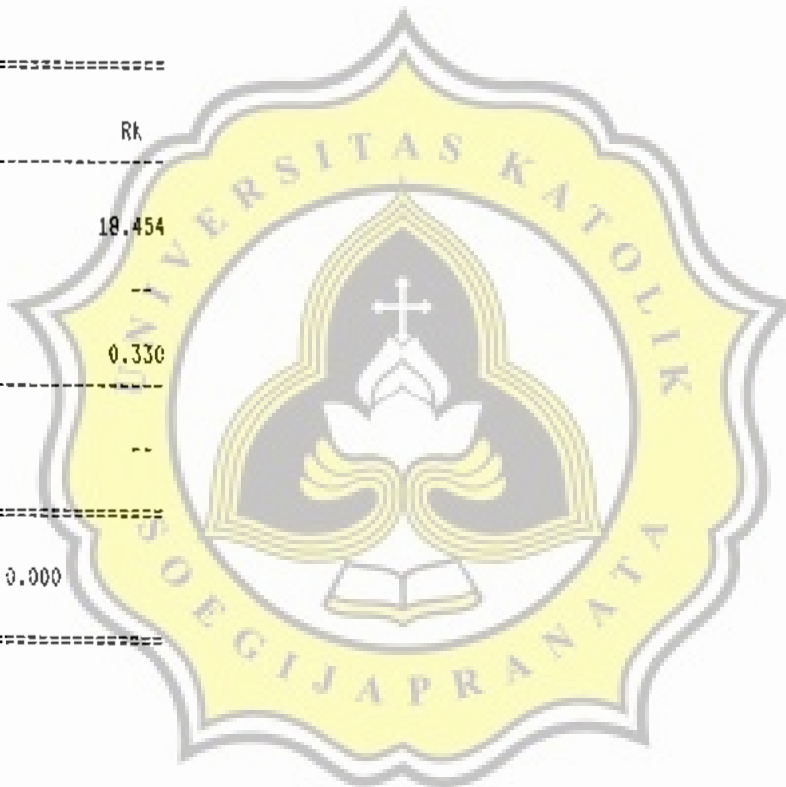 RK
18.454
--
0.330
--
0.000
UNIVERSITAS KATOLIK
SOEGIJAPRANATA